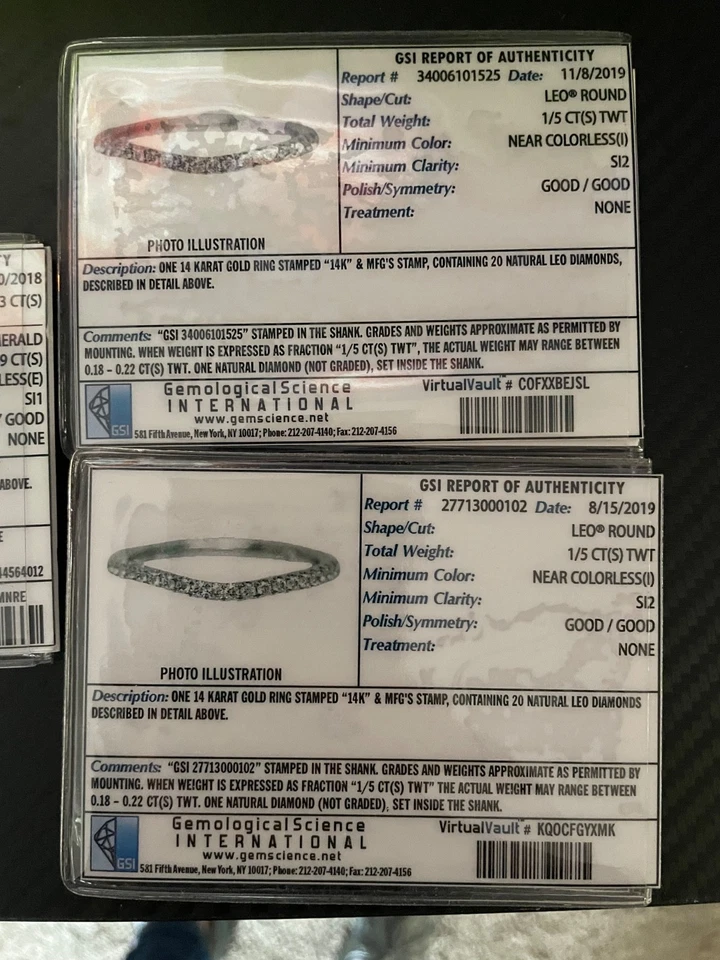 GSI REPORT OF AUTHENTICITY
Report # 34006101525 Date: 11/8/2019
Shape/Cut: LEO® ROUND
Total Weight: 1/5 CT(S) TWT
Minimum Color: NEAR COLORLESS(I)
Minimum Clarity: SI2
Polish/Symmetry: GOOD / GOOD
Treatment: NONE
PHOTO ILLUSTRATION
Description: ONE 14 KARAT GOLD RING STAMPED "14K" & MFG'S STAMP, CONTAINING 20 NATURAL LEO DIAMONDS,
DESCRIBED IN DETAIL ABOVE.
Comments: "GSI 34006101525" STAMPED IN THE SHANK. GRADES AND WEIGHTS APPROXIMATE AS PERMITTED BY
MOUNTING. WHEN WEIGHT IS EXPRESSED AS FRACTION "1/5 CT(S) TWT", THE ACTUAL WEIGHT MAY RANGE BETWEEN
0.18 – 0.22 CT(S) TWT. ONE NATURAL DIAMOND (NOT GRADED), SET INSIDE THE SHANK.
GSI
Gemological Science
INTERNATIONAL
www.gemscience.net
581 Fifth Avenue, New York, NY 10017; Phone: 212-207-4140; Fax: 212-207-4156
VirtualVault # COFXXBEJSL
TY
0/2018
3 CT(S)
ERALD
9 CT(S)
LESS(E)
SI1
/ GOOD
NONE
ABOVE.
E
44564012
MNRE
GSI REPORT OF AUTHENTICITY
Report # 27713000102 Date: 8/15/2019
Shape/Cut: LEO® ROUND
Total Weight: 1/5 CT(S) TWT
Minimum Color: NEAR COLORLESS(I)
Minimum Clarity: SI2
Polish/Symmetry: GOOD / GOOD
Treatment: NONE
PHOTO ILLUSTRATION
Description: ONE 14 KARAT GOLD RING STAMPED "14K" & MFG'S STAMP, CONTAINING 20 NATURAL LEO DIAMONDS
DESCRIBED IN DETAIL ABOVE.
Comments: "GSI 27713000102" STAMPED IN THE SHANK. GRADES AND WEIGHTS APPROXIMATE AS PERMITTED BY
MOUNTING. WHEN WEIGHT IS EXPRESSED AS FRACTION "1/5 CT(S) TWT" THE ACTUAL WEIGHT MAY RANGE BETWEEN
0.18 – 0.22 CT(S) TWT. ONE NATURAL DIAMOND (NOT GRADED), SET INSIDE THE SHANK.
GSI
Gemological Science
INTERNATIONAL
www.gemscience.net
581 Fifth Avenue, New York, NY 10017; Phone: 212-207-4140; Fax: 212-207-4156
VirtualVault # KQOCFGYXMK